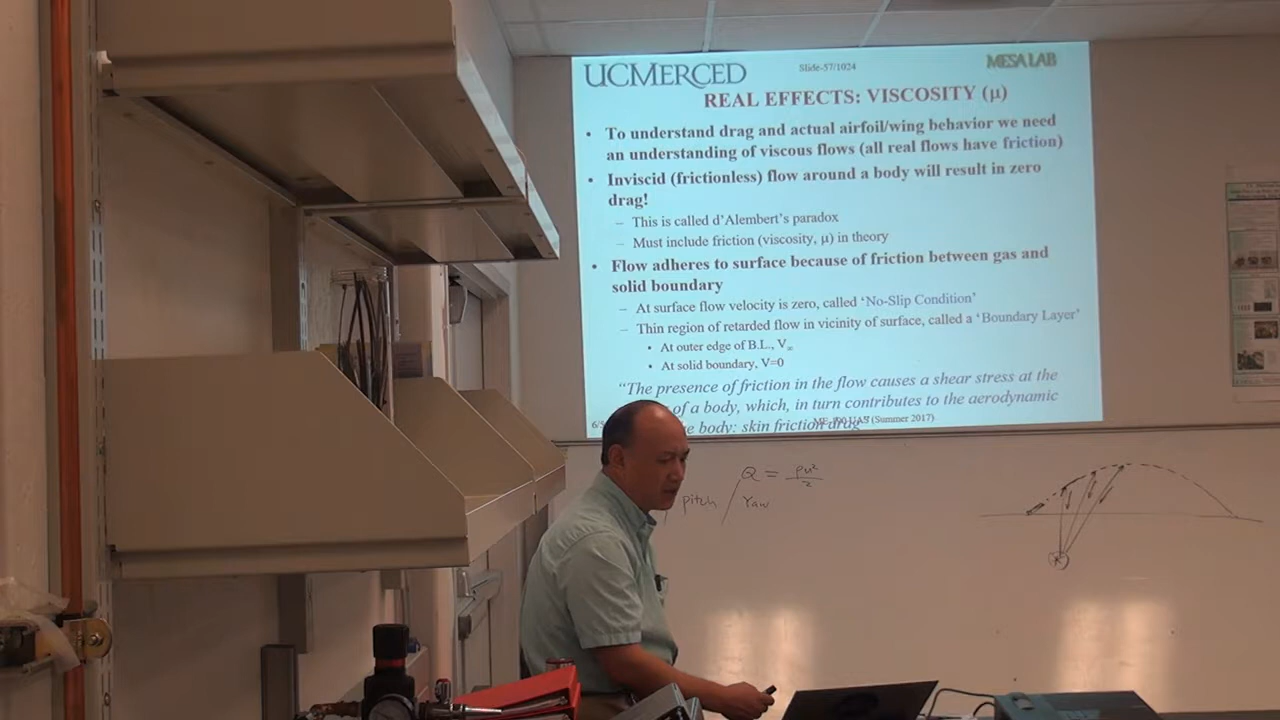 UCMERCED
Slide-57/1024
MESA LAB
REAL EFFECTS: VISCOSITY (μ)
• To understand drag and actual airfoil/wing behavior we need
an understanding of viscous flows (all real flows have friction)
• Inviscid (frictionless) flow around a body will result in zero
drag!
– This is called d'Alembert's paradox
– Must include friction (viscosity, μ) in theory
• Flow adheres to surface because of friction between gas and
solid boundary
– At surface flow velocity is zero, called 'No-Slip Condition'
– Thin region of retarded flow in vicinity of surface, called a 'Boundary Layer'
• At outer edge of B.L., V∞
• At solid boundary, V=0
"The presence of friction in the flow causes a shear stress at the
of a body, which, in turn contributes to the aerodynamic
body: skin friction drag"
(Summer 2017)
Q = ρu²/2
pitch / Yaw